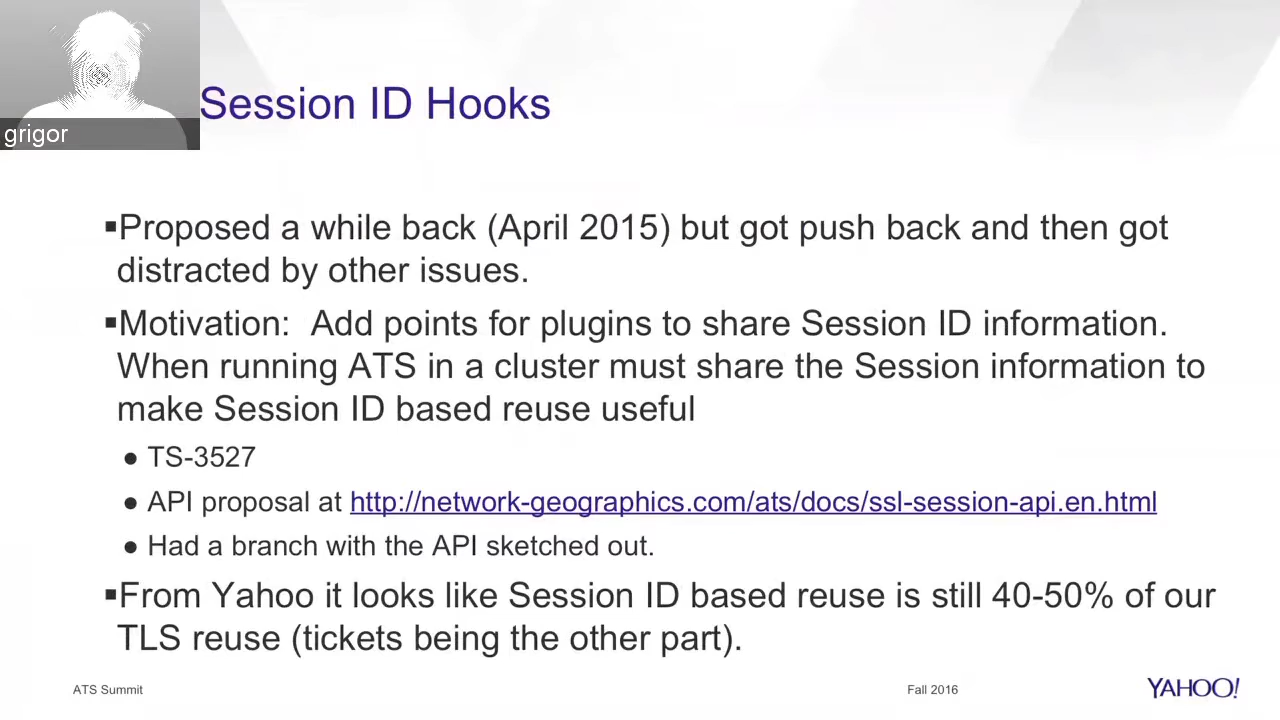 grigor
Session ID Hooks
▪Proposed a while back (April 2015) but got push back and then got
distracted by other issues.
▪Motivation:  Add points for plugins to share Session ID information.
When running ATS in a cluster must share the Session information to
make Session ID based reuse useful
● TS-3527
● API proposal at http://network-geographics.com/ats/docs/ssl-session-api.en.html
● Had a branch with the API sketched out.
▪From Yahoo it looks like Session ID based reuse is still 40-50% of our
TLS reuse (tickets being the other part).
ATS Summit
Fall 2016
YAHOO!